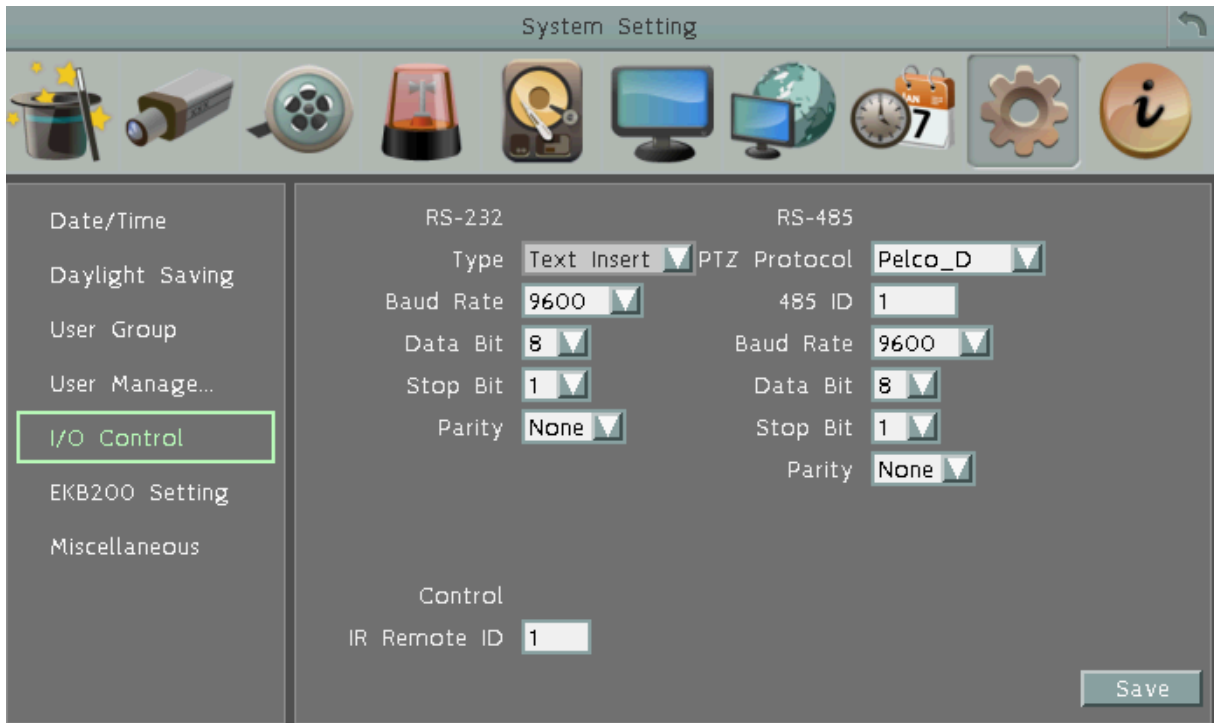 System Setting
JAN
7
i
Date/Time
Daylight Saving
User Group
User Manage...
I/O Control
EKB200 Setting
Miscellaneous
RS-232
Type Text Insert
Baud Rate 9600
Data Bit 8
Stop Bit 1
Parity None
RS-485
PTZ Protocol Pelco_D
485 ID 1
Baud Rate 9600
Data Bit 8
Stop Bit 1
Parity None
Control
IR Remote ID 1
Save